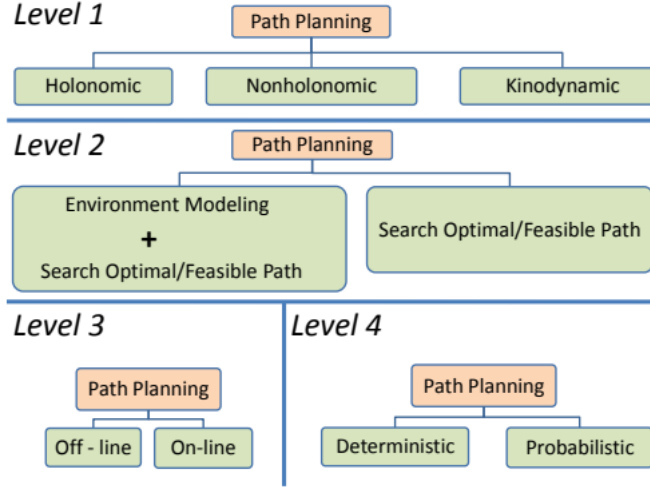 Level 1
Path Planning
Holonomic
Nonholonomic
Kinodynamic
Level 2
Path Planning
Environment Modeling
+
Search Optimal/Feasible Path
Search Optimal/Feasible Path
Level 3
Path Planning
Off - line
On-line
Level 4
Path Planning
Deterministic
Probabilistic